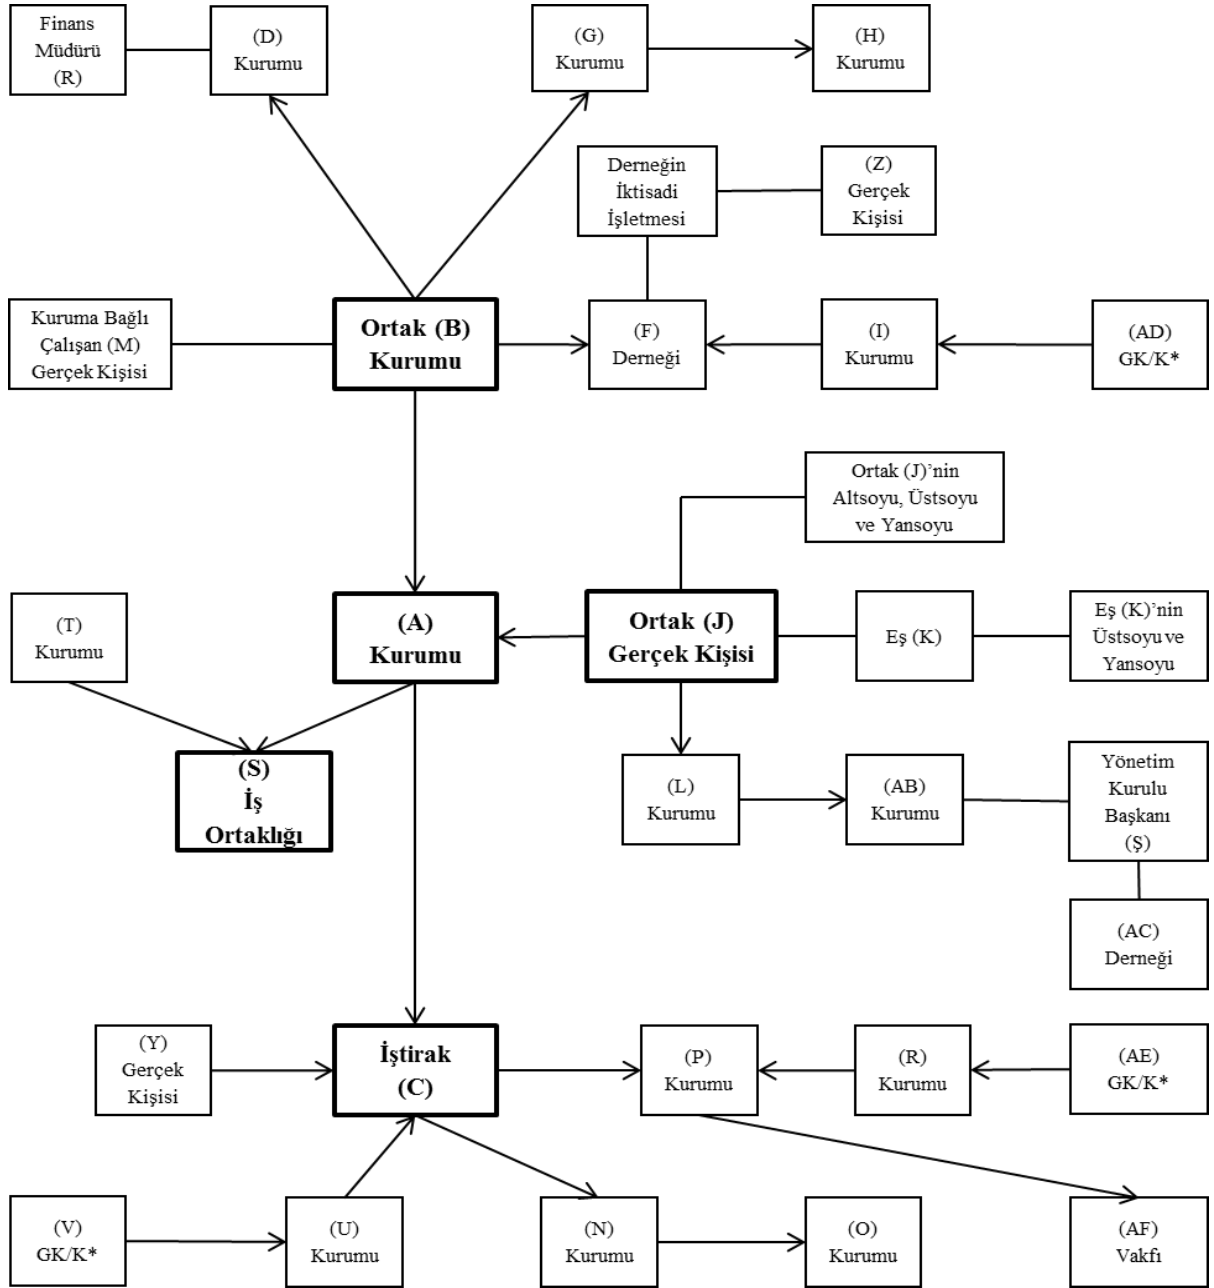 Finans
Müdürü
(R)
(D)
Kurumu
(G)
Kurumu
(H)
Kurumu
Derneğin
İktisadi
İşletmesi
(Z)
Gerçek
Kişisi
Kuruma Bağlı
Çalışan (M)
Gerçek Kişisi
Ortak (B)
Kurumu
(F)
Derneği
(I)
Kurumu
(AD)
GK/K*
Ortak (J)’nin
Altsoyu, Üstsoyu
ve Yansoyu
(T)
Kurumu
(A)
Kurumu
Ortak (J)
Gerçek Kişisi
Eş (K)
Eş (K)’nin
Üstsoyu ve
Yansoyu
(S)
İş
Ortaklığı
(L)
Kurumu
(AB)
Kurumu
Yönetim
Kurulu
Başkanı
(Ş)
(AC)
Derneği
(Y)
Gerçek
Kişisi
İştirak
(C)
(P)
Kurumu
(R)
Kurumu
(AE)
GK/K*
(V)
GK/K*
(U)
Kurumu
(N)
Kurumu
(O)
Kurumu
(AF)
Vakfı